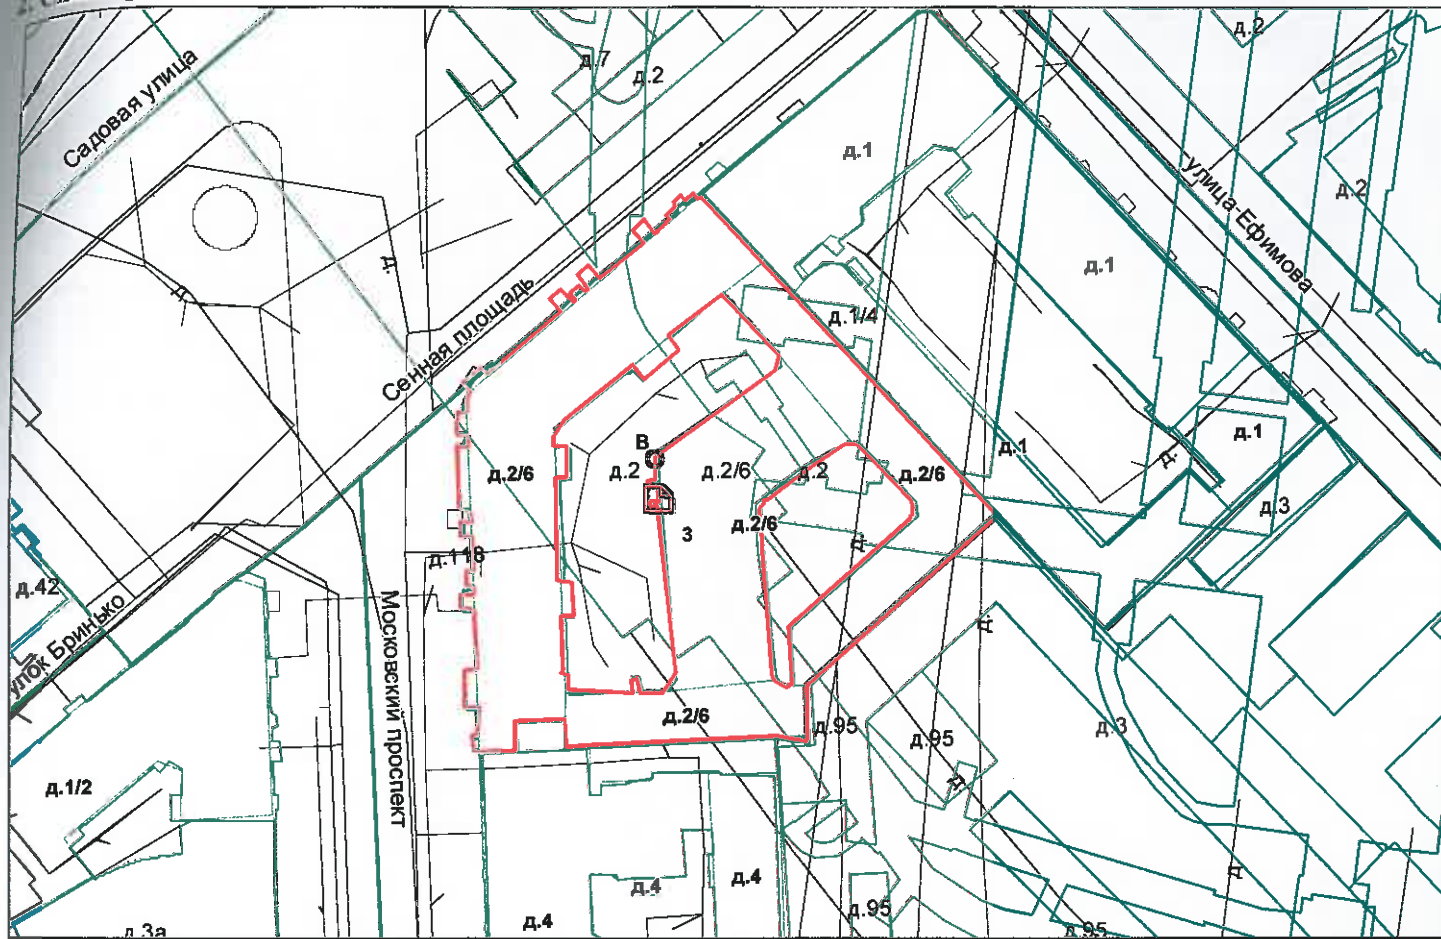 д.2
д.7
д.2
Садовая улица
д.1
улица Ефимова
д.2
д.
д.1
д.
Сенная площадь
д.1/4
В
д.1
д.1
д.2/6
д.2
д.2/6
д.2
д.2/6
д.
д.3
д.2/6
3
д.
д.118
д.42
улок Бринько
Московский проспект
д.
д.2/6
д.95
д.95
д.3
д.
д.1/2
д.
д.4
д.4
д.4
д.95
д.3а
д.95